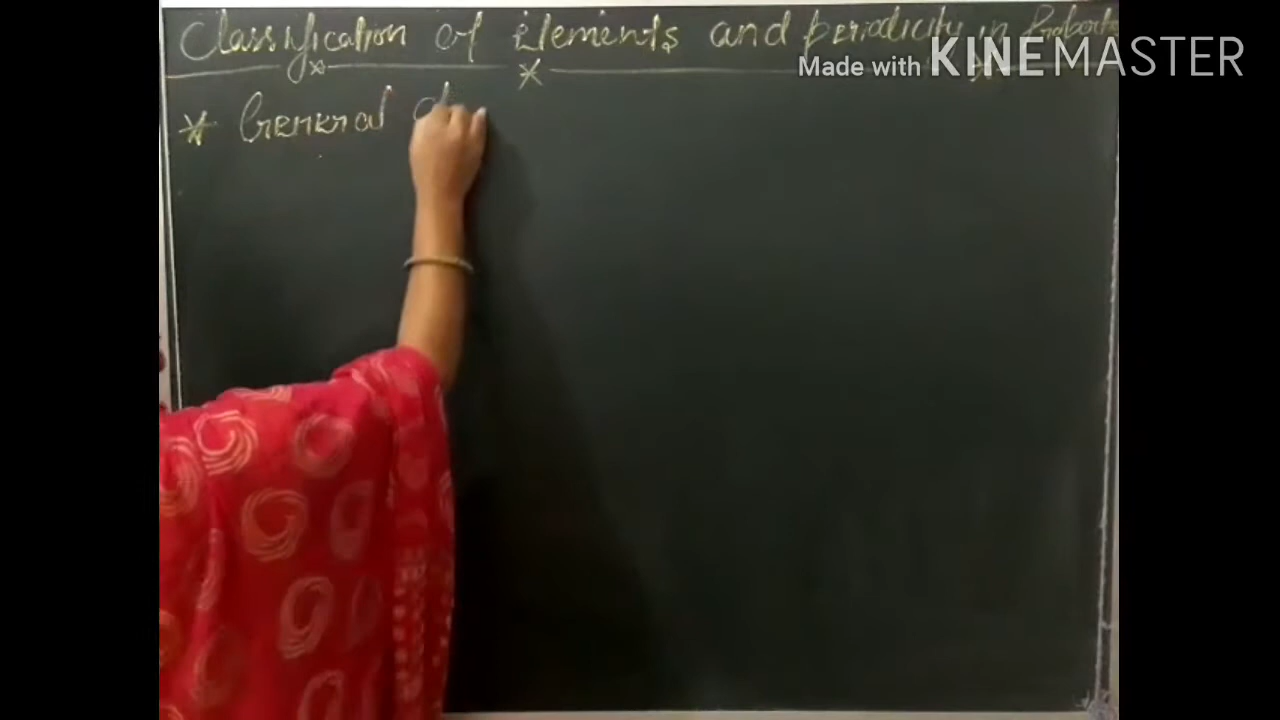 Classification of Elements and periodicity in
Made with KINEMASTER
* General